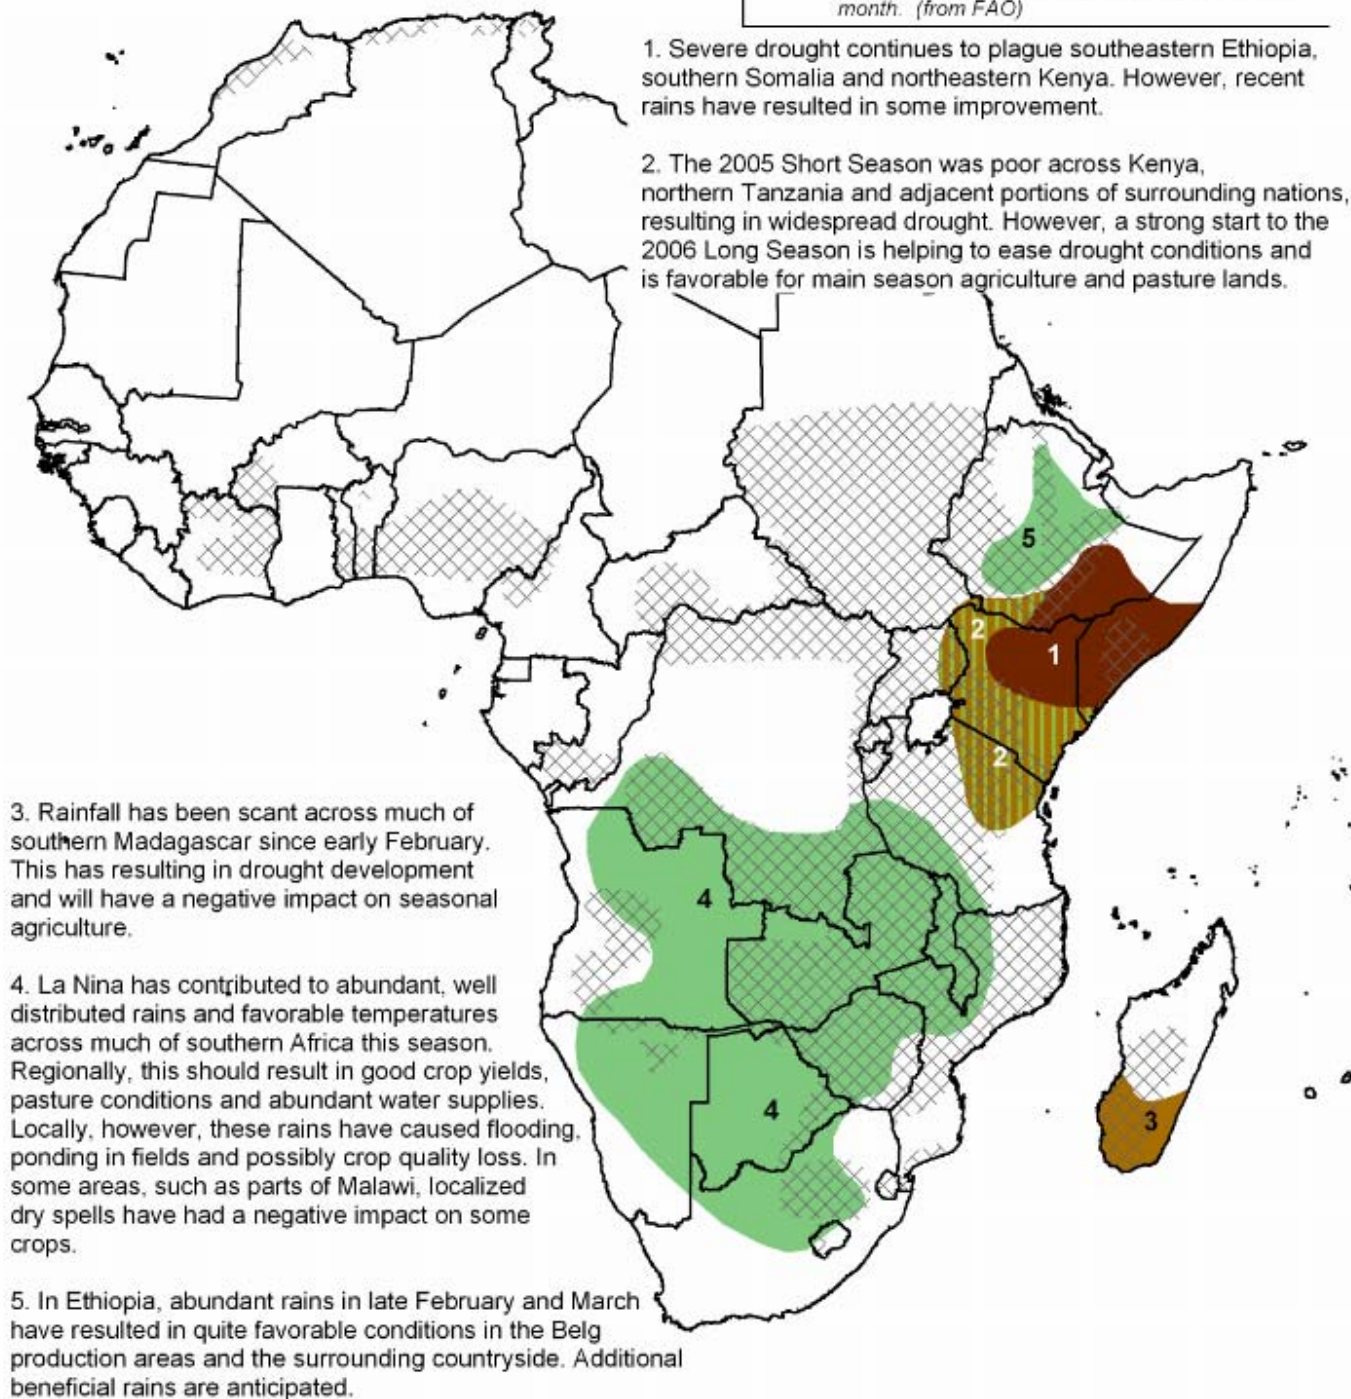 month. (from FAO)
1. Severe drought continues to plague southeastern Ethiopia,
southern Somalia and northeastern Kenya. However, recent
rains have resulted in some improvement.
2. The 2005 Short Season was poor across Kenya,
northern Tanzania and adjacent portions of surrounding nations,
resulting in widespread drought. However, a strong start to the
2006 Long Season is helping to ease drought conditions and
is favorable for main season agriculture and pasture lands.
5
2
1
2
3. Rainfall has been scant across much of
southern Madagascar since early February.
This has resulting in drought development
and will have a negative impact on seasonal
agriculture.
4
4. La Nina has contributed to abundant, well
distributed rains and favorable temperatures
across much of southern Africa this season.
Regionally, this should result in good crop yields,
pasture conditions and abundant water supplies.
Locally, however, these rains have caused flooding,
ponding in fields and possibly crop quality loss. In
some areas, such as parts of Malawi, localized
dry spells have had a negative impact on some
crops.
4
3
5. In Ethiopia, abundant rains in late February and March
have resulted in quite favorable conditions in the Belg
production areas and the surrounding countryside. Additional
beneficial rains are anticipated.